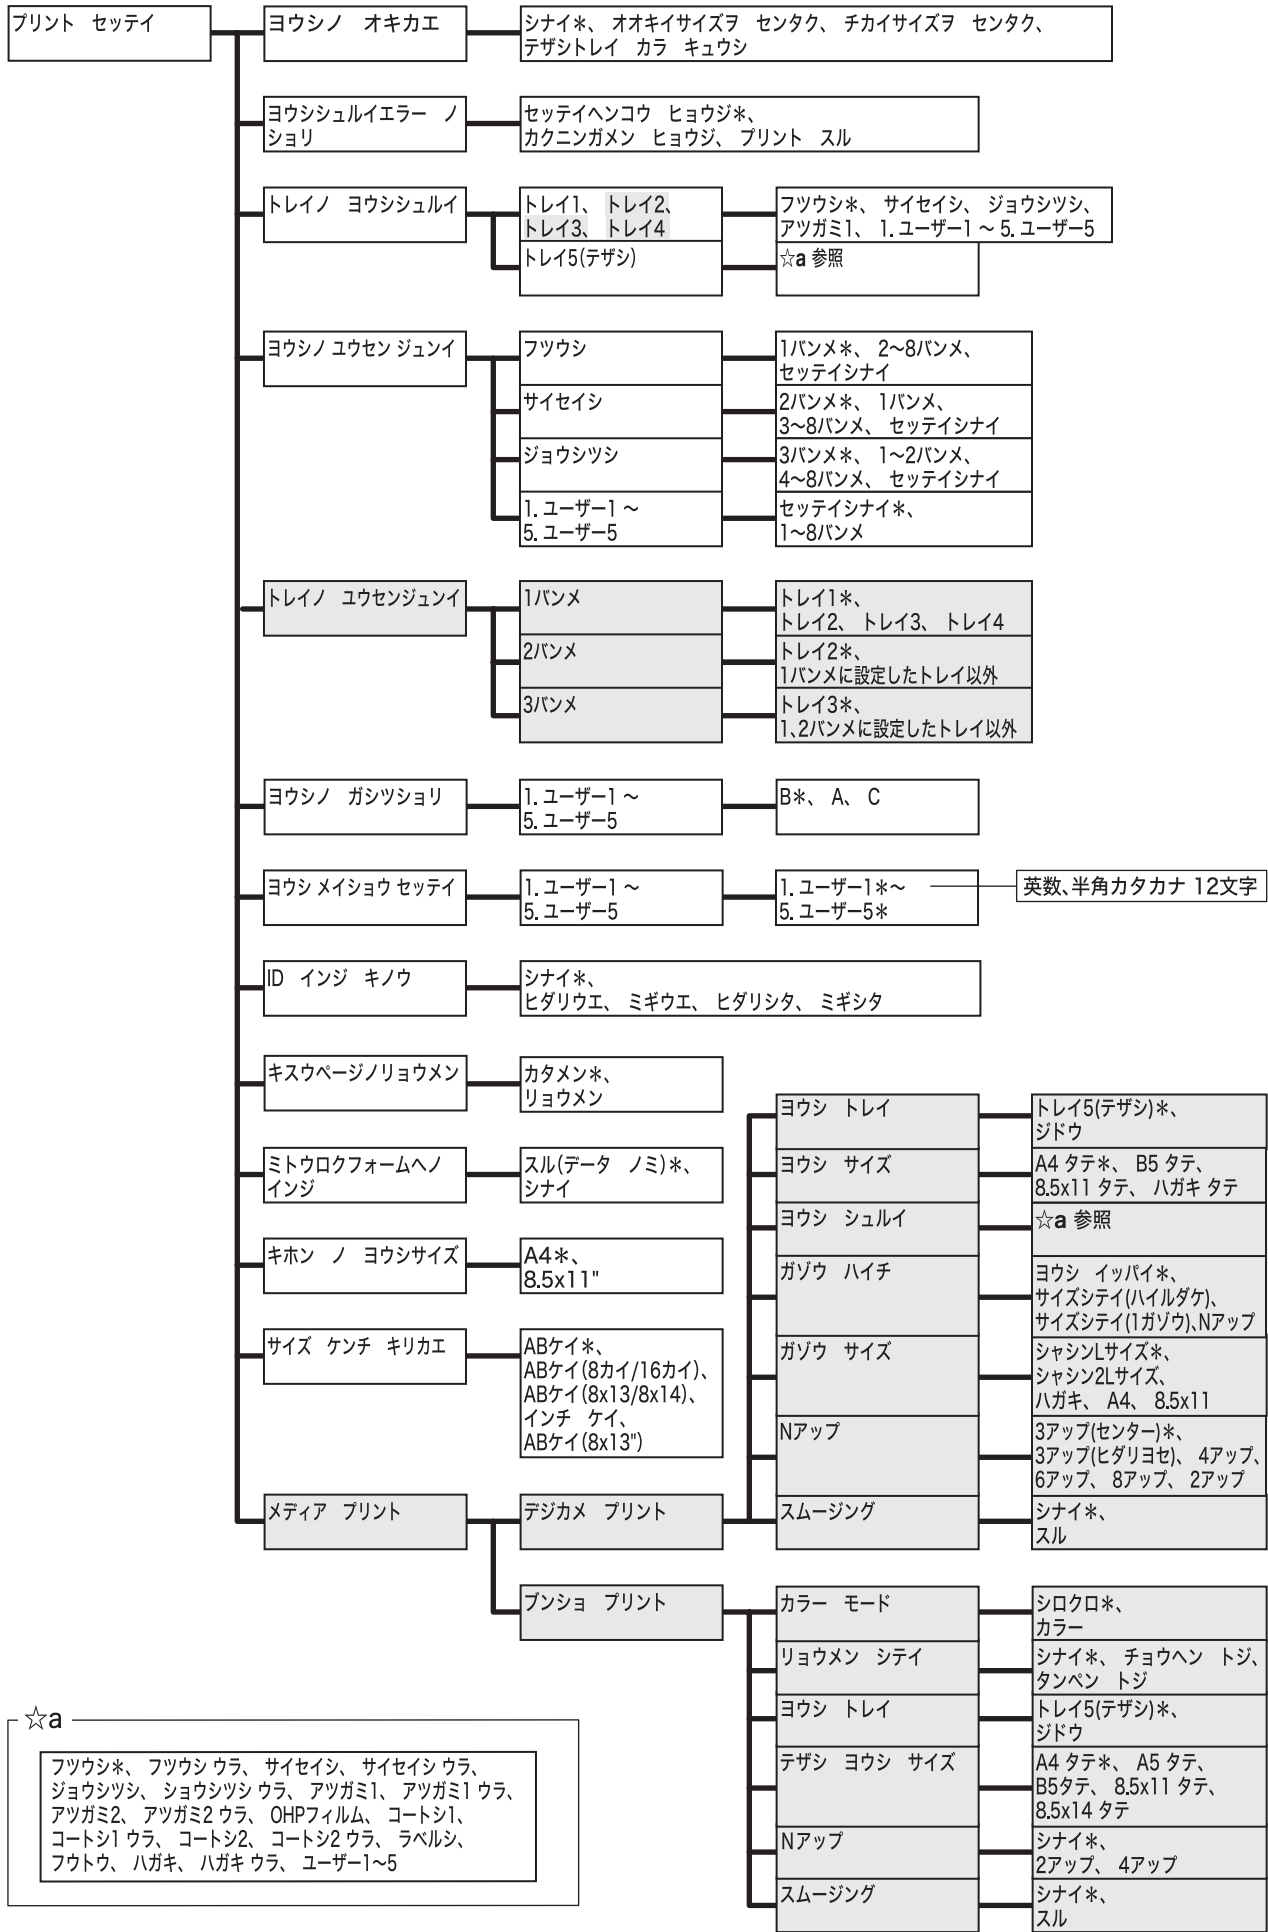 プリント セッテイ
ヨウシノ オキカエ
シナイ*、 オオキイサイズヲ センタク、 チカイサイズヲ センタク、
テザシトレイ カラ キュウシ
ヨウシシュルイエラー ノ
ショリ
セッテイヘンコウ ヒョウジ*、
カクニンガメン ヒョウジ、 プリント スル
トレイノ ヨウシシュルイ
トレイ1、 トレイ2、
トレイ3、 トレイ4
フツウシ*、 サイセイシ、 ジョウシツシ、
アツガミ1、 1. ユーザー1 ~ 5. ユーザー5
トレイ5(テザシ)
☆a 参照
ヨウシノ ユウセン ジュンイ
フツウシ
1バンメ*、 2~8バンメ、
セッテイシナイ
サイセイシ
2バンメ*、 1バンメ、
3~8バンメ、 セッテイシナイ
ジョウシツシ
3バンメ*、 1~2バンメ、
4~8バンメ、 セッテイシナイ
1. ユーザー1 ~
5. ユーザー5
セッテイシナイ*、
1~8バンメ
トレイノ ユウセンジュンイ
1バンメ
トレイ1*、
トレイ2、 トレイ3、 トレイ4
2バンメ
トレイ2*、
1バンメに設定したトレイ以外
3バンメ
トレイ3*、
1、2バンメに設定したトレイ以外
ヨウシノ ガシツショリ
1. ユーザー1 ~
5. ユーザー5
B*、 A、 C
ヨウシ メイショウ セッテイ
1. ユーザー1 ~
5. ユーザー5
1. ユーザー1*~
5. ユーザー5*
英数、半角カタカナ 12文字
ID インジ キノウ
シナイ*、
ヒダリウエ、 ミギウエ、 ヒダリシタ、 ミギシタ
キスウページノリョウメン
カタメン*、
リョウメン
ミトウロクフォームヘノ
インジ
スル(データ ノミ)*、
シナイ
キホン ノ ヨウシサイズ
A4*、
8.5x11"
サイズ ケンチ キリカエ
ABケイ*、
ABケイ(8カイ/16カイ)、
ABケイ(8x13/8x14)、
インチ ケイ、
ABケイ(8x13")
メディア プリント
デジカメ プリント
ヨウシ トレイ
トレイ5(テザシ)*、
ジドウ
ヨウシ サイズ
A4 タテ*、 B5 タテ、
8.5x11 タテ、 ハガキ タテ
ヨウシ シュルイ
☆a 参照
ガゾウ ハイチ
ヨウシ イッパイ*、
サイズシテイ(ハイルダケ)、
サイズシテイ(1ガゾウ)、Nアップ
ガゾウ サイズ
シャシンLサイズ*、
シャシン2Lサイズ、
ハガキ、 A4、 8.5x11
Nアップ
3アップ(センター)*、
3アップ(ヒダリヨセ)、 4アップ、
6アップ、 8アップ、 2アップ
スムージング
シナイ*、
スル
ブンショ プリント
カラー モード
シロクロ*、
カラー
リョウメン シテイ
シナイ*、 チョウヘン トジ、
タンペン トジ
ヨウシ トレイ
トレイ5(テザシ)*、
ジドウ
テザシ ヨウシ サイズ
A4 タテ*、 A5 タテ、
B5タテ、 8.5x11 タテ、
8.5x14 タテ
Nアップ
シナイ*、
2アップ、 4アップ
スムージング
シナイ*、
スル
☆a
フツウシ*、 フツウシ ウラ、 サイセイシ、 サイセイシ ウラ、
ジョウシツシ、 ショウシツシ ウラ、 アツガミ1、 アツガミ1 ウラ、
アツガミ2、 アツガミ2 ウラ、 OHPフィルム、 コートシ1、
コートシ1 ウラ、 コートシ2、 コートシ2 ウラ、 ラベルシ、
フウトウ、 ハガキ、 ハガキ ウラ、 ユーザー1~5